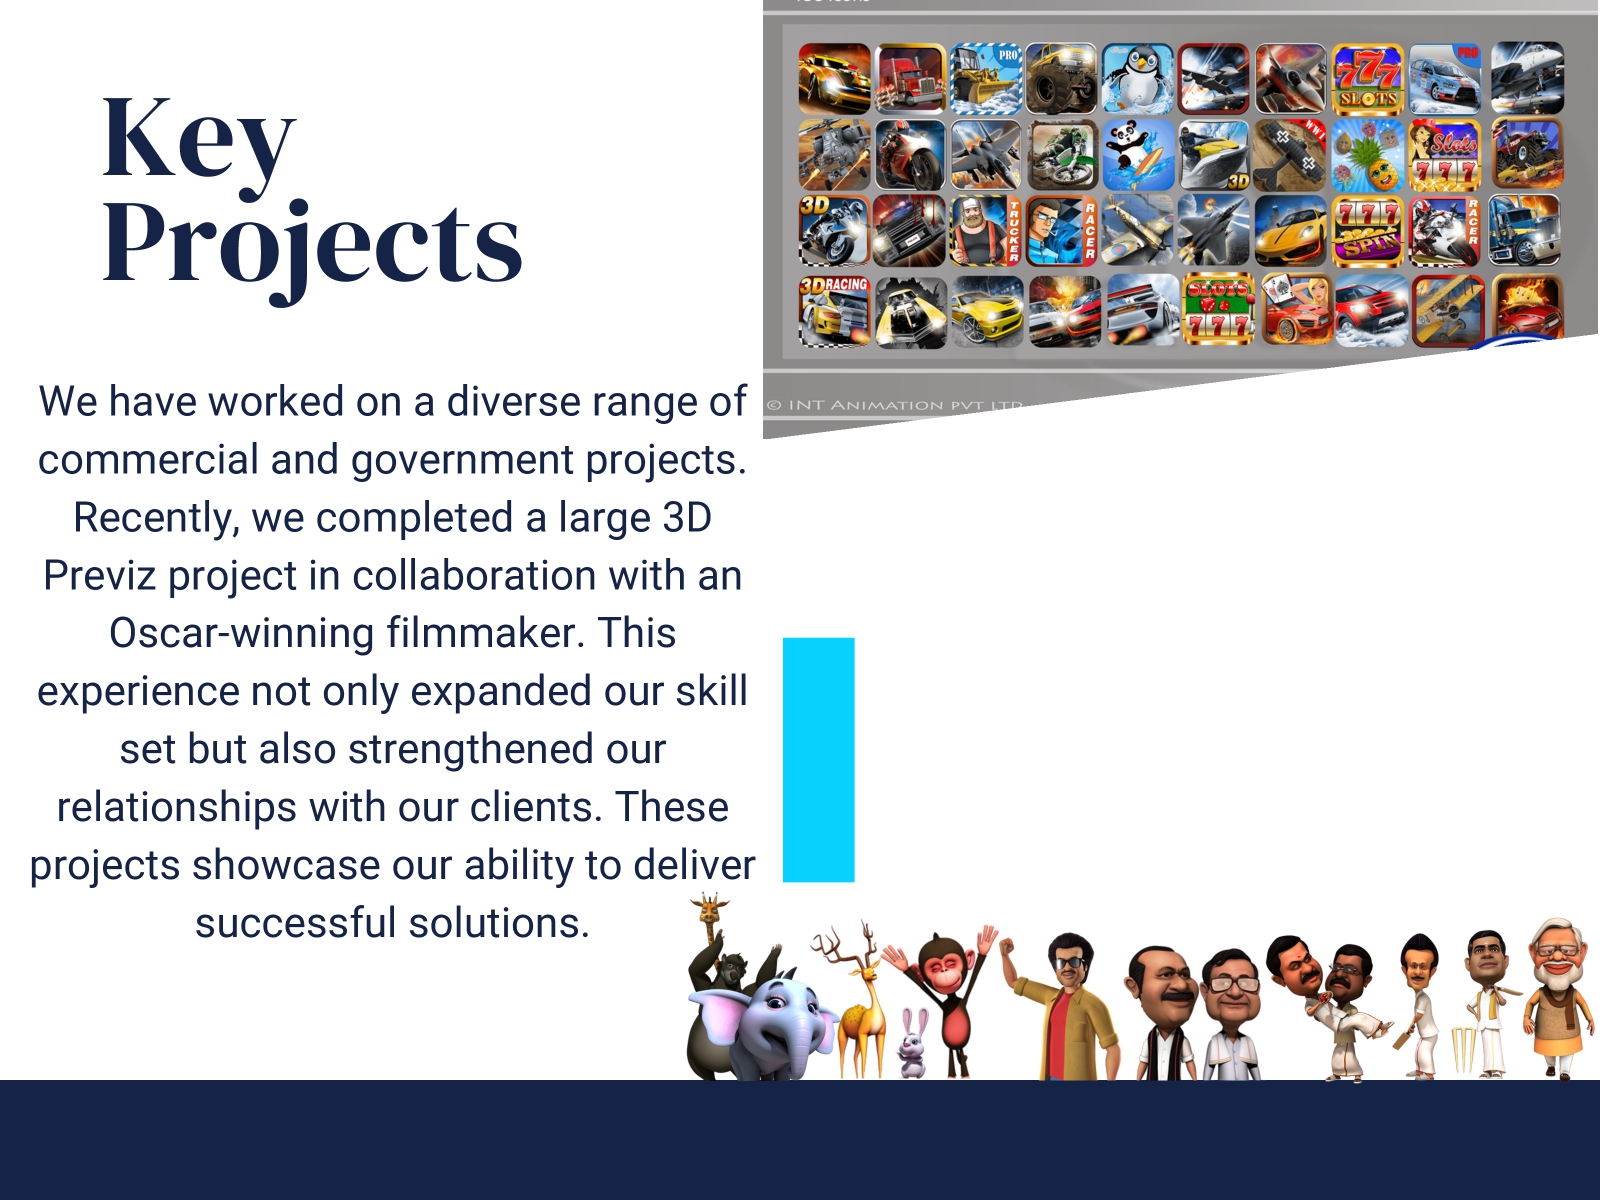 Key
Projects
We have worked on a diverse range of
commercial and government projects.
Recently, we completed a large 3D
Previz project in collaboration with an
Oscar-winning filmmaker. This
experience not only expanded our skill
set but also strengthened our
relationships with our clients. These
projects showcase our ability to deliver
successful solutions.
PRO
777
SLOTS
PRO
3D
WW1
Slots
777
3D
TRUCKER
RACER
777
SPIN
RACER
3D RACING
SLOTS
777
© INT ANIMATION PVT LTD